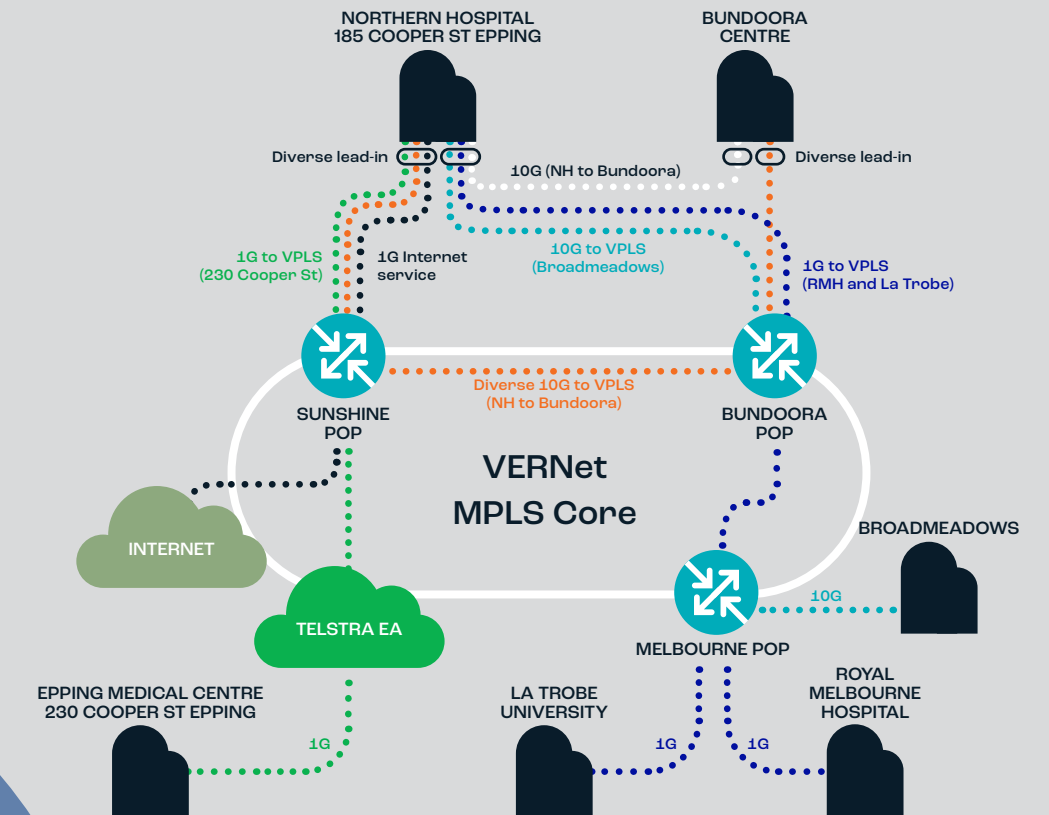 NORTHERN HOSPITAL
185 COOPER ST EPPING
BUNDOORA
CENTRE
Diverse lead-in
10G (NH to Bundoora)
Diverse lead-in
1G to VPLS
(230 Cooper St)
1G Internet
service
10G to VPLS
(Broadmeadows)
1G to VPLS
(RMH and La Trobe)
Diverse 10G to VPLS
(NH to Bundoora)
SUNSHINE
POP
BUNDOORA
POP
VERNet
MPLS Core
INTERNET
BROADMEADOWS
TELSTRA EA
10G
MELBOURNE POP
EPPING MEDICAL CENTRE
230 COOPER ST EPPING
LA TROBE
UNIVERSITY
ROYAL
MELBOURNE
HOSPITAL
1G
1G
1G